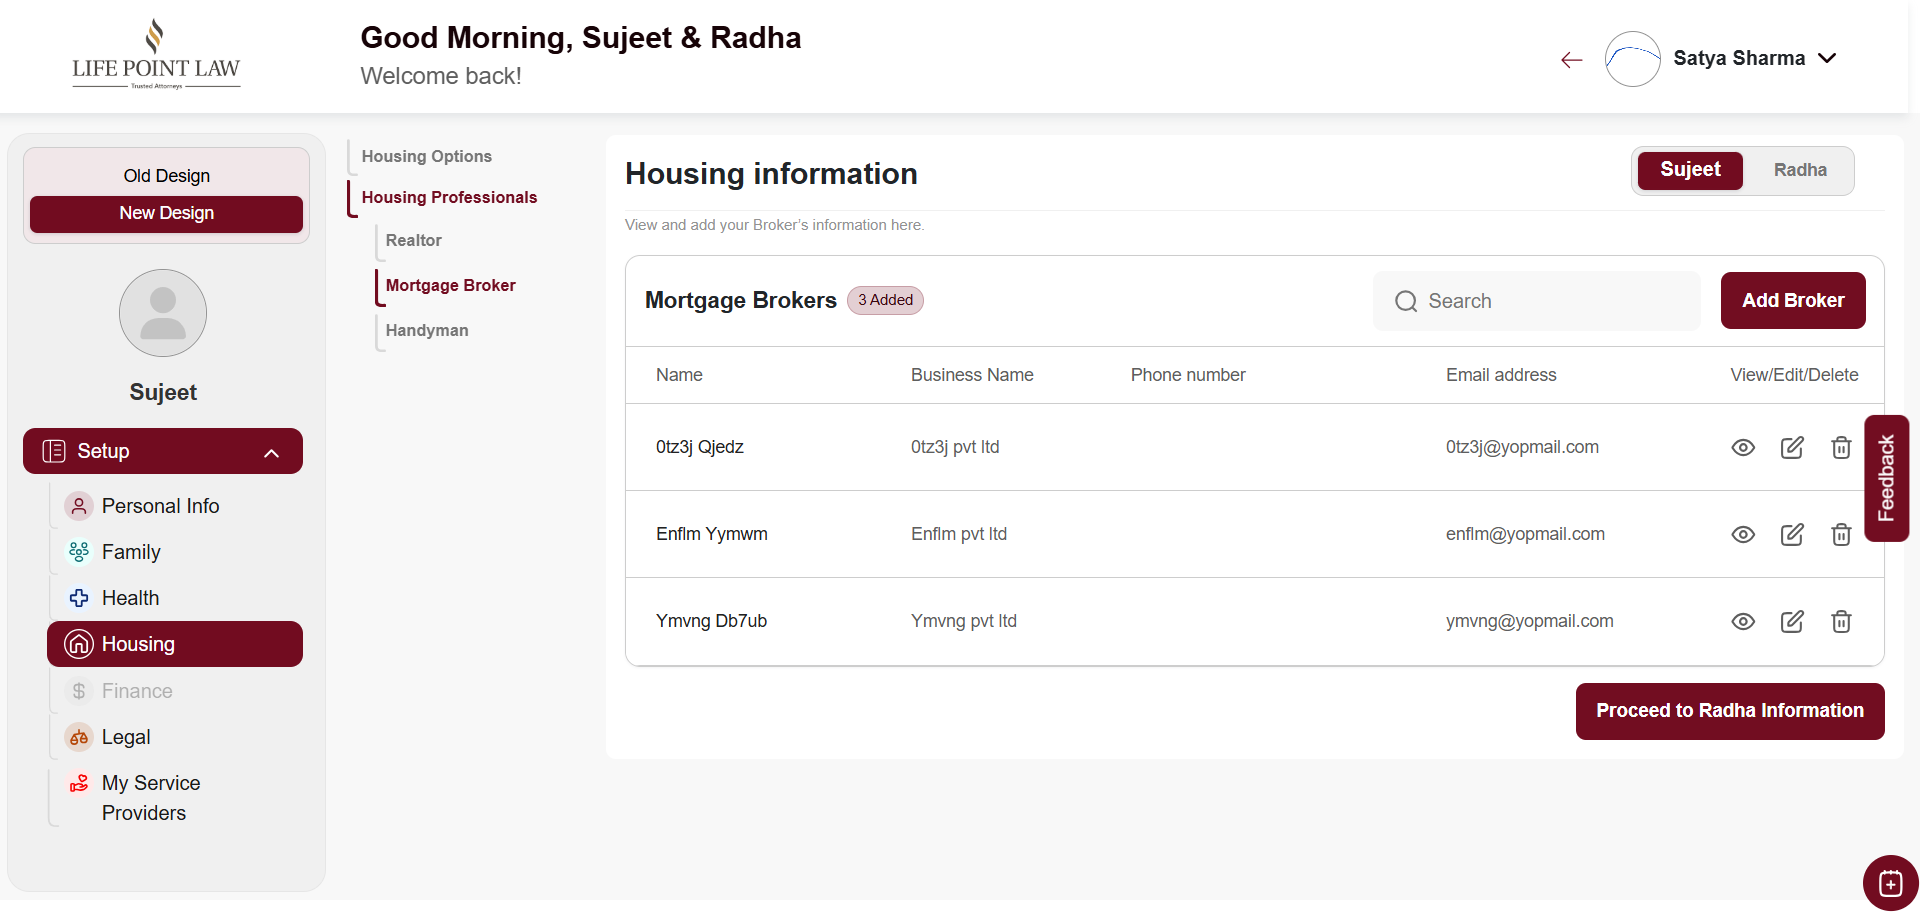 LIFE POINT LAW
Trusted Attorneys
Good Morning, Sujeet & Radha
Welcome back!
Satya Sharma
Old Design
New Design
Sujeet
Setup
Personal Info
Family
Health
Housing
Finance
Legal
My Service
Providers
Housing Options
Housing Professionals
Realtor
Mortgage Broker
Handyman
Housing information
Sujeet
Radha
View and add your Broker's information here.
Mortgage Brokers
3 Added
Search
Add Broker
Name Business Name Phone number Email address View/Edit/Delete
0tz3j Qjedz 0tz3j pvt ltd 0tz3j@yopmail.com
Enflm Yymwm Enflm pvt ltd enflm@yopmail.com
Ymvng Db7ub Ymvng pvt ltd ymvng@yopmail.com
Proceed to Radha Information
Feedback